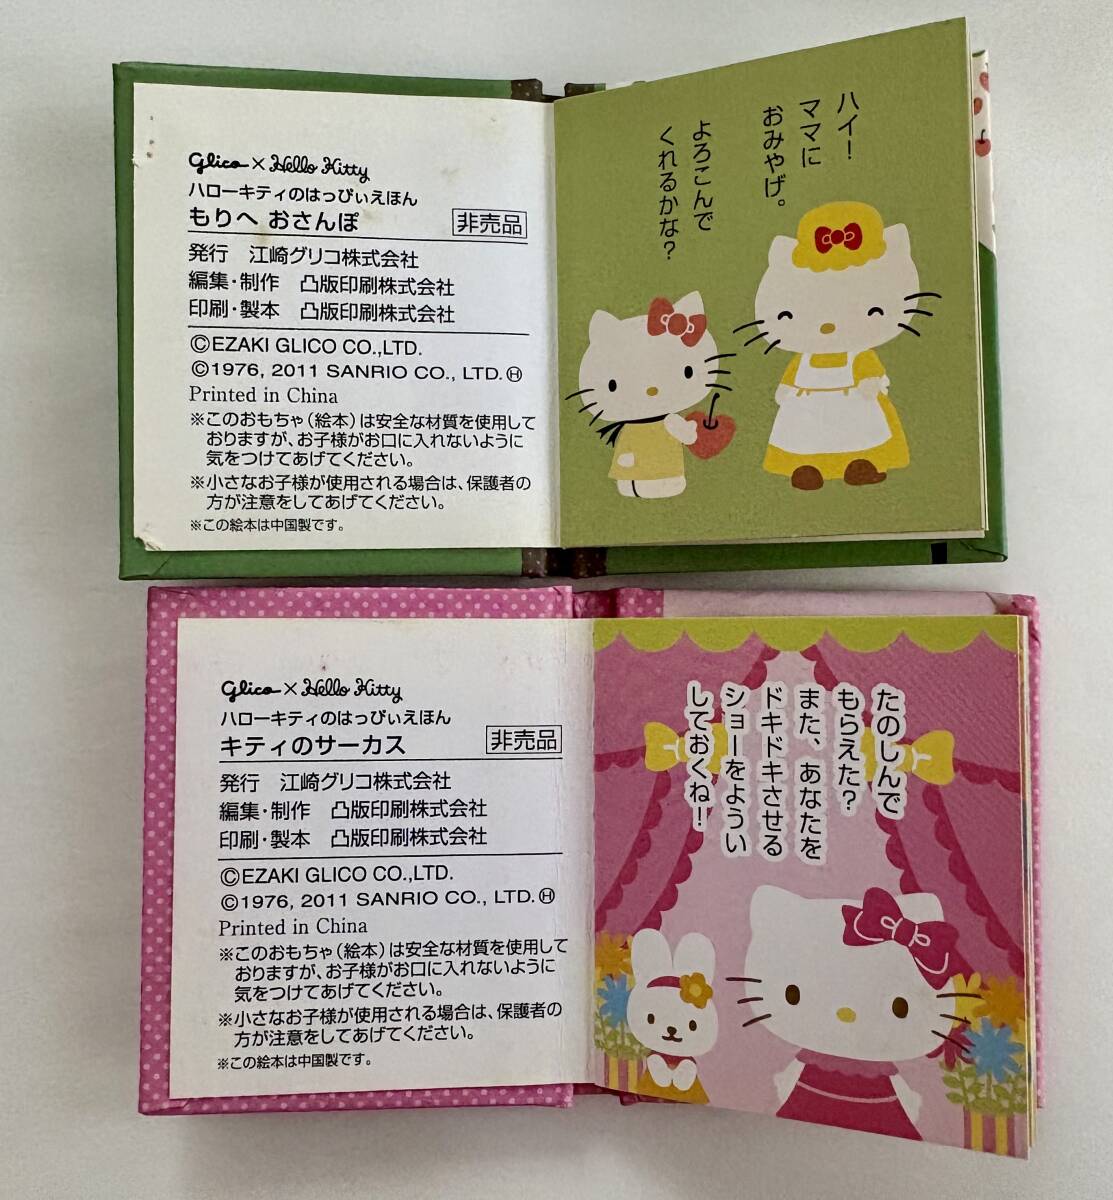 Glico×Hello Kitty
ハローキティのはっぴぃえほん
もりへ おさんぽ
非売品
発行　江崎グリコ株式会社
編集・制作　凸版印刷株式会社
印刷・製本　凸版印刷株式会社
©EZAKI GLICO CO.,LTD.
©1976, 2011 SANRIO CO., LTD.Ⓗ
Printed in China
※このおもちゃ（絵本）は安全な材質を使用して
おりますが、お子様がお口に入れないように
気をつけてあげてください。
※小さなお子様が使用される場合は、保護者の
方が注意をしてあげてください。
※この絵本は中国製です。
ハイ！
ママに
おみやげ。
よろこんで
くれるかな？
Glico×Hello Kitty
ハローキティのはっぴぃえほん
キティのサーカス
非売品
発行　江崎グリコ株式会社
編集・制作　凸版印刷株式会社
印刷・製本　凸版印刷株式会社
©EZAKI GLICO CO.,LTD.
©1976, 2011 SANRIO CO., LTD.Ⓗ
Printed in China
※このおもちゃ（絵本）は安全な材質を使用して
おりますが、お子様がお口に入れないように
気をつけてあげてください。
※小さなお子様が使用される場合は、保護者の
方が注意をしてあげてください。
※この絵本は中国製です。
たのしんで
もらえた？
また、あなたを
ドキドキさせる
ショーをようい
しておくね！